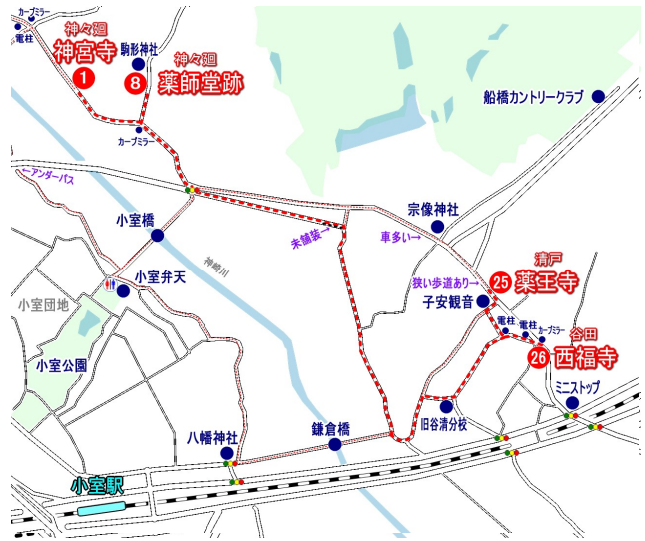 カーブミラー
電柱
神々廻
神宮寺
1
駒形神社
8
神々廻
薬師堂跡
カーブミラー
船橋カントリークラブ
←アンダーパス
小室橋
神崎川
未舗装→
車多い→
宗像神社
小室弁天
小室団地
小室公園
狭い歩道あり→
子安観音
清戸
25
薬王寺
電柱
電柱
カーブミラー
谷田
26
西福寺
ミニストップ
旧谷清分校
八幡神社
鎌倉橋
小室駅